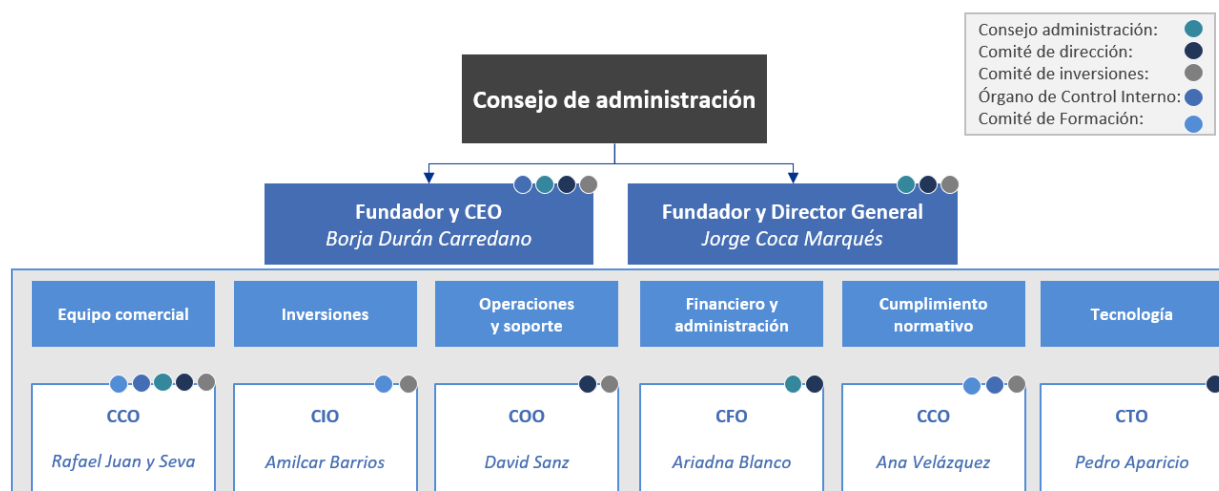 Consejo administración:
Comité de dirección:
Comité de inversiones:
Órgano de Control Interno:
Comité de Formación:
Consejo de administración
Fundador y CEO
Borja Durán Carredano
Fundador y Director General
Jorge Coca Marqués
Equipo comercial
Inversiones
Operaciones
y soporte
Financiero y
administración
Cumplimiento
normativo
Tecnología
CCO
Rafael Juan y Seva
CIO
Amilcar Barrios
COO
David Sanz
CFO
Ariadna Blanco
CCO
Ana Velázquez
CTO
Pedro Aparicio